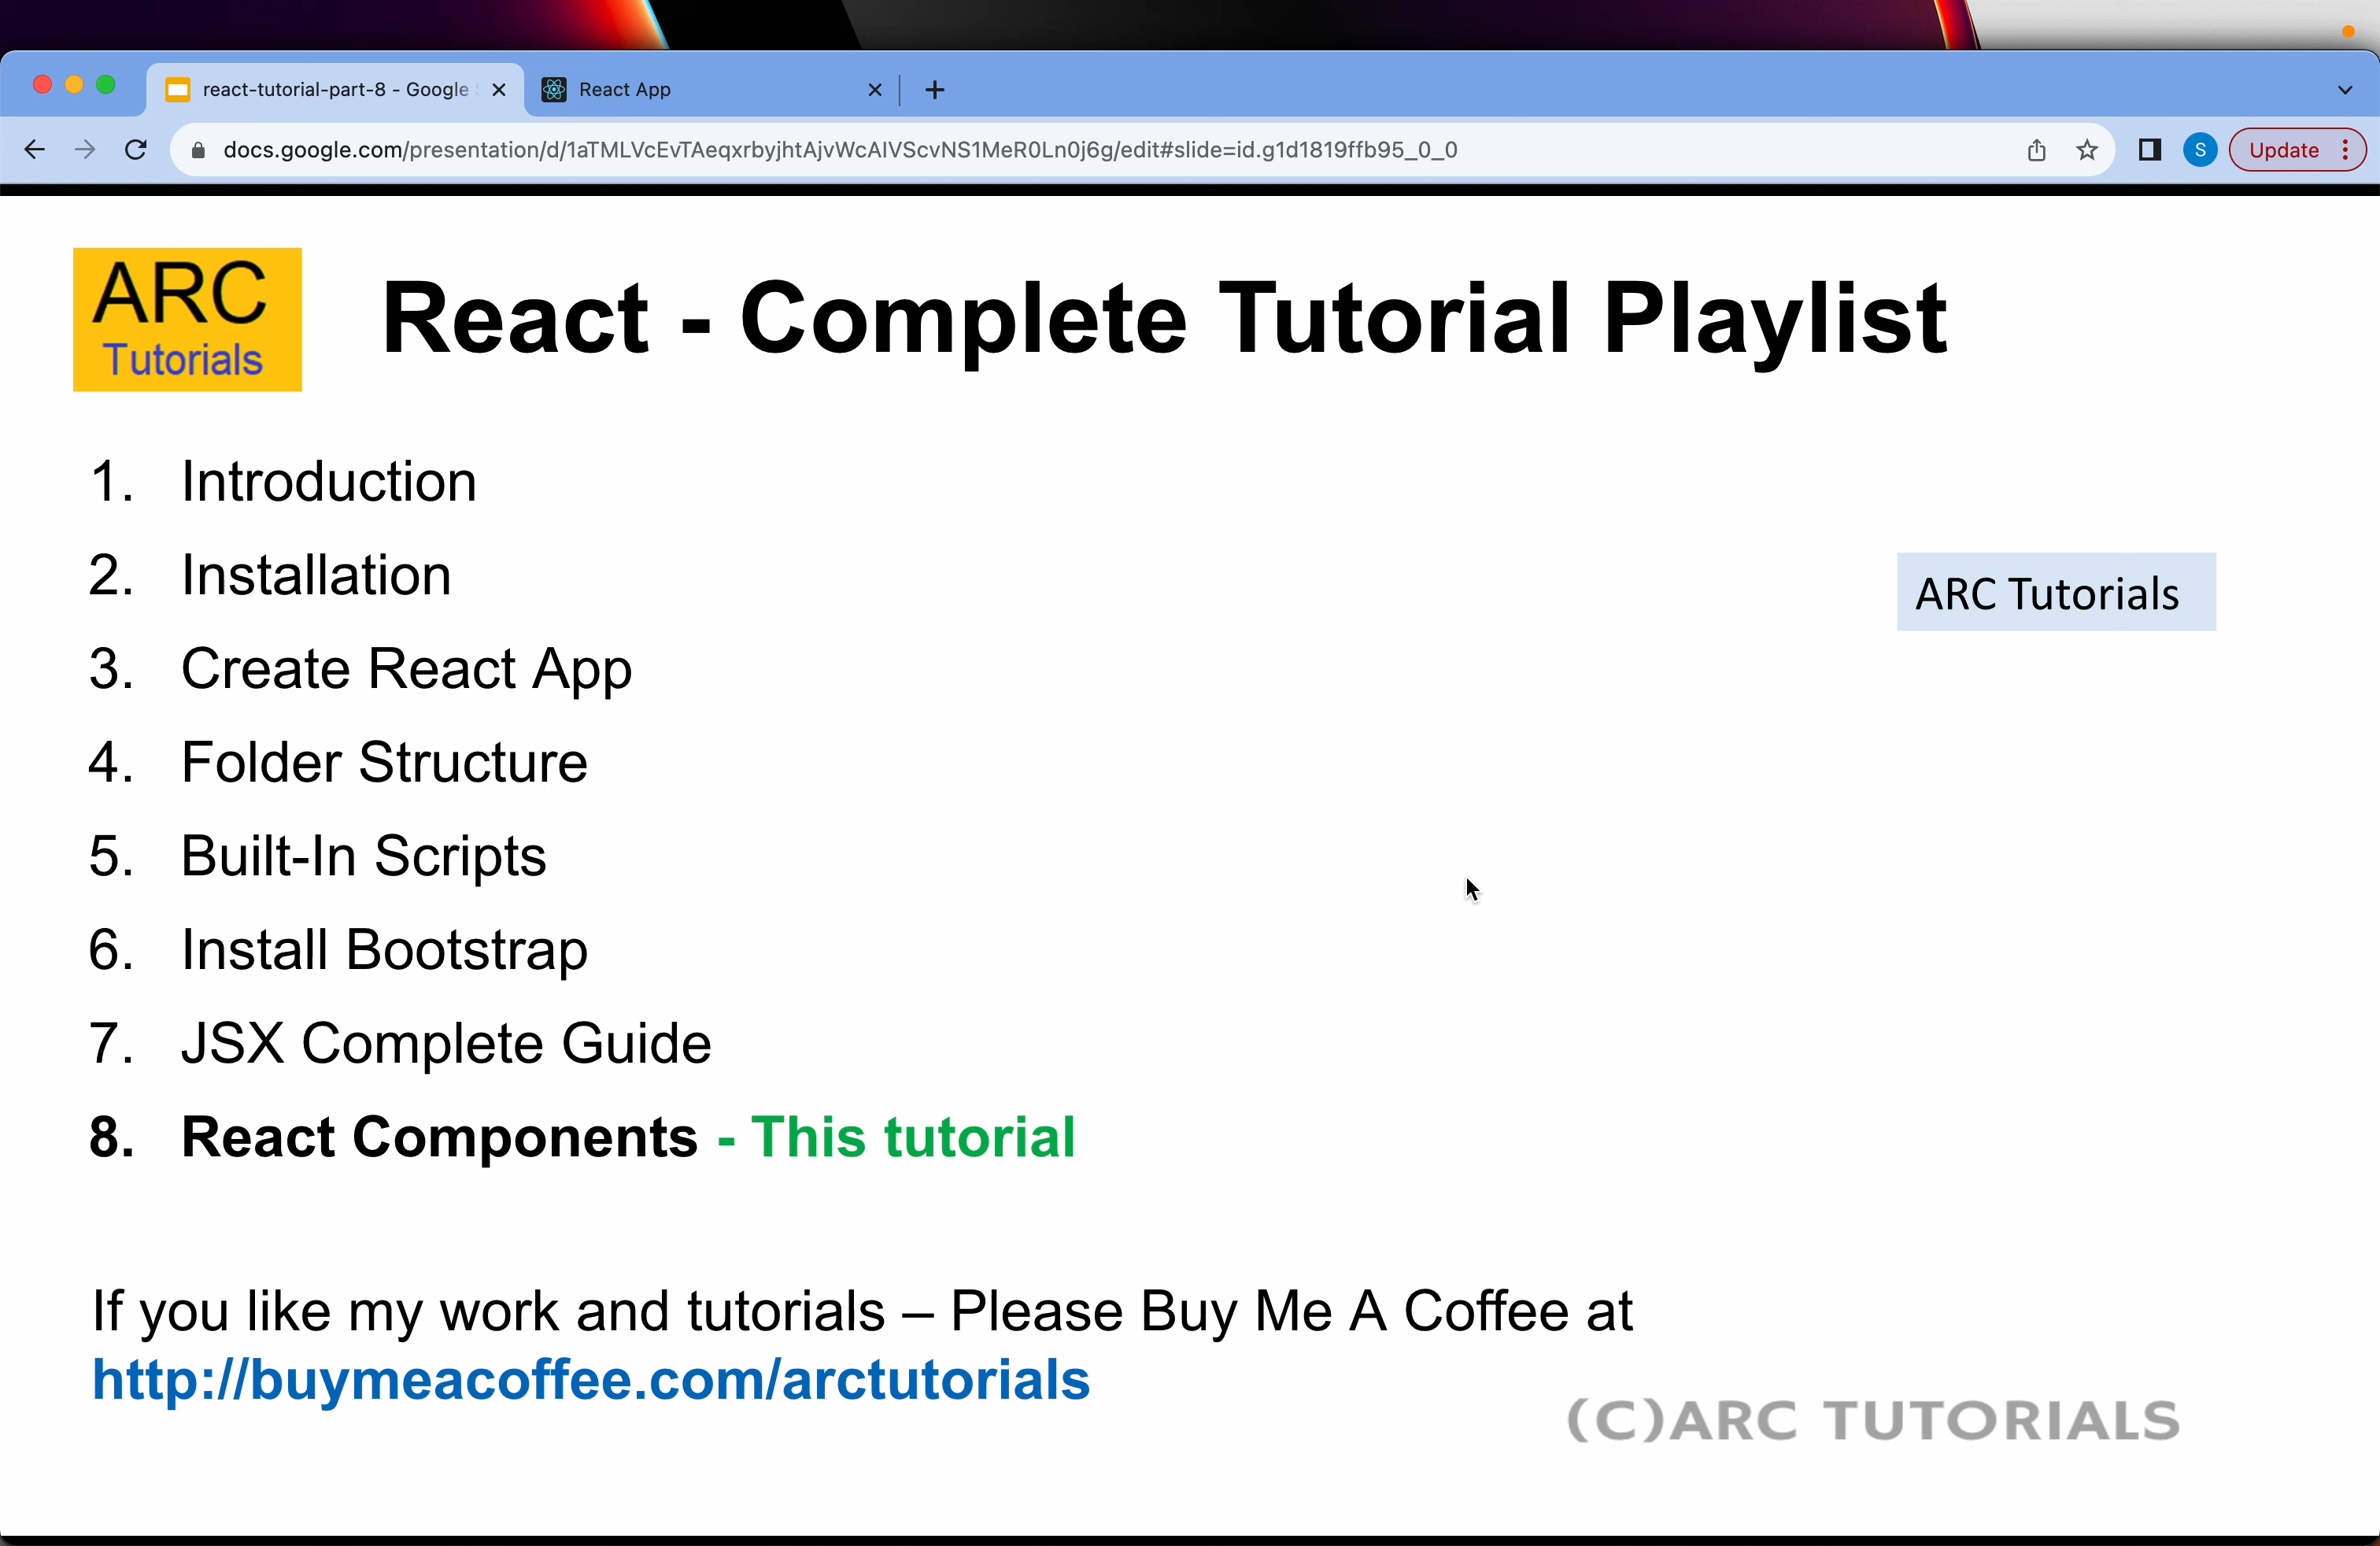 react-tutorial-part-8 - Google
React App
docs.google.com/presentation/d/1aTMLVcEvTAeqxrbyjhtAjvWcAIVScvNS1MeR0Ln0j6g/edit#slide=id.g1d1819ffb95_0_0
S
Update
ARC
Tutorials
React - Complete Tutorial Playlist
1. Introduction
2. Installation
ARC Tutorials
3. Create React App
4. Folder Structure
5. Built-In Scripts
6. Install Bootstrap
7. JSX Complete Guide
8. React Components - This tutorial
If you like my work and tutorials – Please Buy Me A Coffee at
http://buymeacoffee.com/arctutorials
(C)ARC TUTORIALS